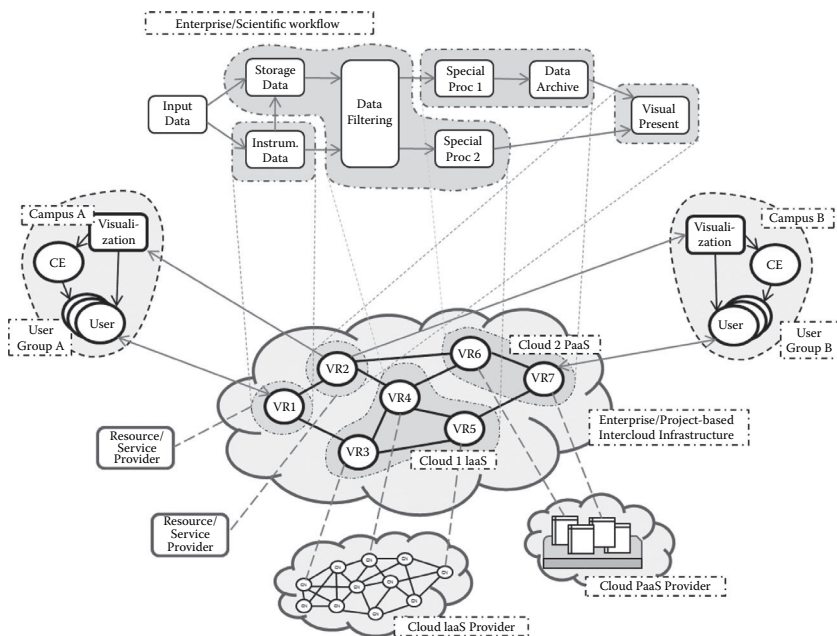 Enterprise/Scientific workflow
Storage
Data
Special
Proc 1
Data
Archive
Input
Data
Data
Filtering
Visual
Present
Instrum.
Data
Special
Proc 2
Campus A
Visuali-
zation
CE
User
User
Group A
Campus B
Visuali-
zation
CE
User
User
Group B
VR1
VR2
VR3
VR4
VR5
VR6
VR7
Cloud 2 PaaS
Cloud 1 IaaS
Enterprise/Project-based
Intercloud Infrastructure
Resource/
Service
Provider
Resource/
Service
Provider
Cloud PaaS Provider
Cloud IaaS Provider